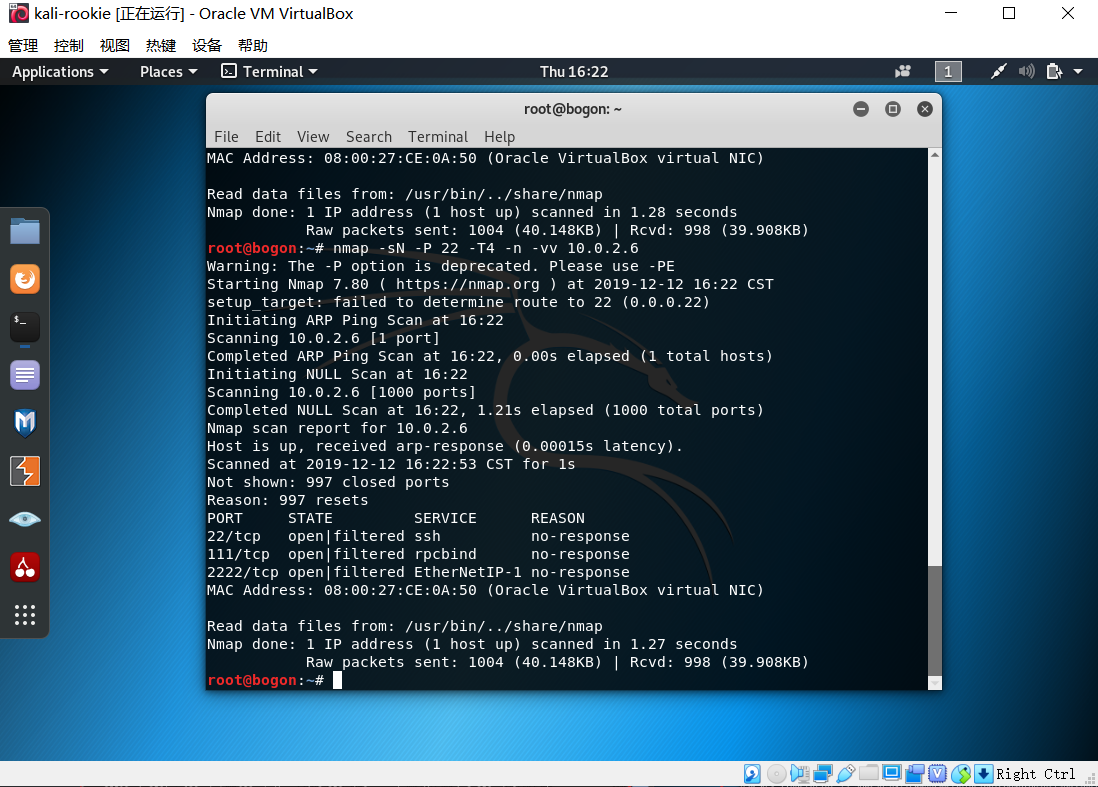 kali-rookie [正在运行] - Oracle VM VirtualBox
管理 控制 视图 热键 设备 帮助
Applications Places Terminal Thu 16:22 1
root@bogon: ~
File Edit View Search Terminal Help
MAC Address: 08:00:27:CE:0A:50 (Oracle VirtualBox virtual NIC)
Read data files from: /usr/bin/../share/nmap
Nmap done: 1 IP address (1 host up) scanned in 1.28 seconds
Raw packets sent: 1004 (40.148KB) | Rcvd: 998 (39.908KB)
root@bogon:~# nmap -sN -P 22 -T4 -n -vv 10.0.2.6
Warning: The -P option is deprecated. Please use -PE
Starting Nmap 7.80 ( https://nmap.org ) at 2019-12-12 16:22 CST
setup_target: failed to determine route to 22 (0.0.0.22)
Initiating ARP Ping Scan at 16:22
Scanning 10.0.2.6 [1 port]
Completed ARP Ping Scan at 16:22, 0.00s elapsed (1 total hosts)
Initiating NULL Scan at 16:22
Scanning 10.0.2.6 [1000 ports]
Completed NULL Scan at 16:22, 1.21s elapsed (1000 total ports)
Nmap scan report for 10.0.2.6
Host is up, received arp-response (0.00015s latency).
Scanned at 2019-12-12 16:22:53 CST for 1s
Not shown: 997 closed ports
Reason: 997 resets
PORT STATE SERVICE REASON
22/tcp open|filtered ssh no-response
111/tcp open|filtered rpcbind no-response
2222/tcp open|filtered EtherNetIP-1 no-response
MAC Address: 08:00:27:CE:0A:50 (Oracle VirtualBox virtual NIC)
Read data files from: /usr/bin/../share/nmap
Nmap done: 1 IP address (1 host up) scanned in 1.27 seconds
Raw packets sent: 1004 (40.148KB) | Rcvd: 998 (39.908KB)
root@bogon:~#
Right Ctrl